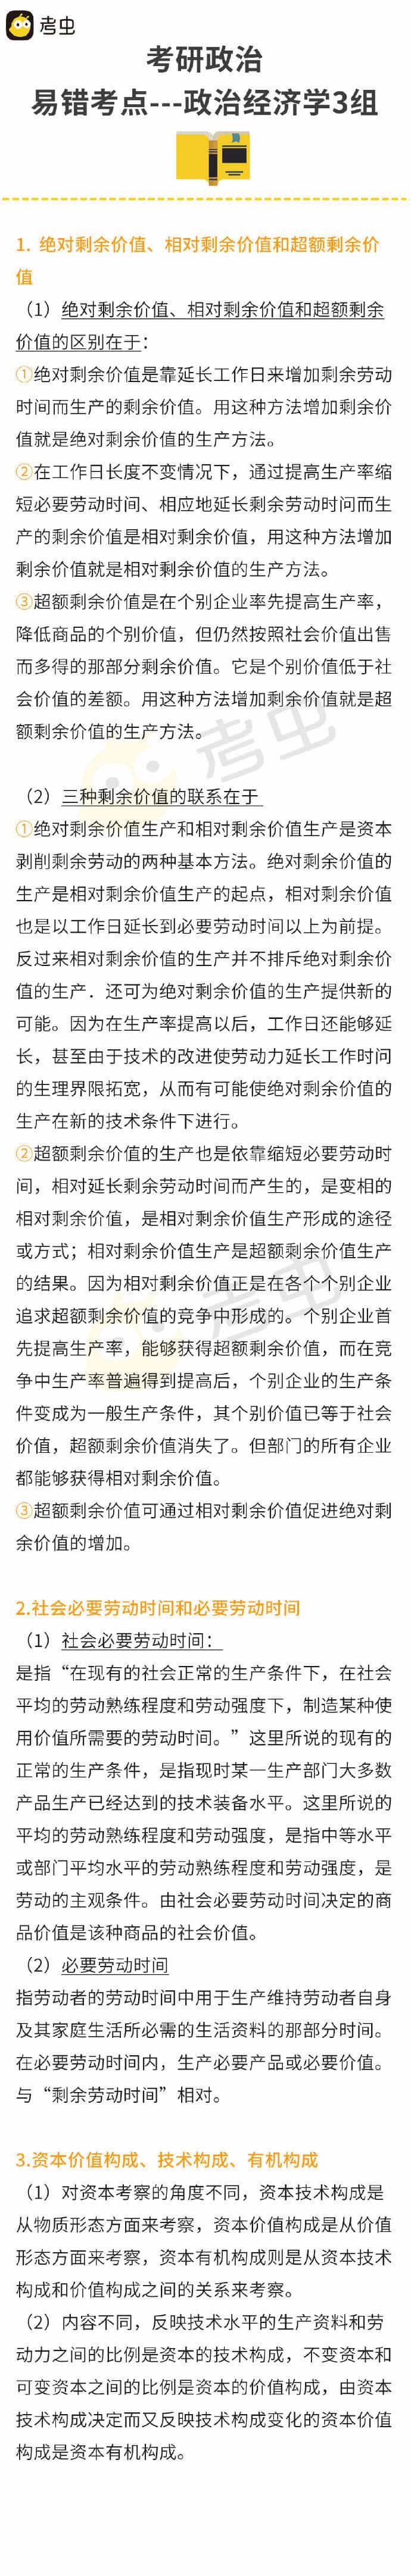 考虫
考研政治
易错考点---政治经济学3组
1. 绝对剩余价值、相对剩余价值和超额剩余价
值
（1）绝对剩余价值、相对剩余价值和超额剩余
价值的区别在于：
①绝对剩余价值是靠延长工作日来增加剩余劳动
时间而生产的剩余价值。用这种方法增加剩余价
值就是绝对剩余价值的生产方法。
②在工作日长度不变情况下，通过提高生产率缩
短必要劳动时间、相应地延长剩余劳动时问而生
产的剩余价值是相对剩余价值，用这种方法增加
剩余价值就是相对剩余价值的生产方法。
③超额剩余价值是在个别企业率先提高生产率，
降低商品的个别价值，但仍然按照社会价值出售
而多得的那部分剩余价值。它是个别价值低于社
会价值的差额。用这种方法增加剩余价值就是超
额剩余价值的生产方法。
考虫
（2）三种剩余价值的联系在于
①绝对剩余价值生产和相对剩余价值生产是资本
剥削剩余劳动的两种基本方法。绝对剩余价值的
生产是相对剩余价值生产的起点，相对剩余价值
也是以工作日延长到必要劳动时间以上为前提。
反过来相对剩余价值的生产并不排斥绝对剩余价
值的生产．还可为绝对剩余价值的生产提供新的
可能。因为在生产率提高以后，工作日还能够延
长，甚至由于技术的改进使劳动力延长工作时问
的生理界限拓宽，从而有可能使绝对剩余价值的
生产在新的技术条件下进行。
②超额剩余价值的生产也是依靠缩短必要劳动时
间，相对延长剩余劳动时间而产生的，是变相的
相对剩余价值，是相对剩余价值生产形成的途径
或方式；相对剩余价值生产是超额剩余价值生产
的结果。因为相对剩余价值正是在各个个别企业
追求超额剩余价值的竞争中形成的。个别企业首
先提高生产率，能够获得超额剩余价值，而在竞
争中生产率普遍得到提高后，个别企业的生产条
件变成为一般生产条件，其个别价值已等于社会
价值，超额剩余价值消失了。但部门的所有企业
都能够获得相对剩余价值。
考虫
③超额剩余价值可通过相对剩余价值促进绝对剩
余价值的增加。
2.社会必要劳动时间和必要劳动时间
（1）社会必要劳动时间：
是指“在现有的社会正常的生产条件下，在社会
平均的劳动熟练程度和劳动强度下，制造某种使
用价值所需要的劳动时间。”这里所说的现有的
正常的生产条件，是指现时某一生产部门大多数
产品生产已经达到的技术装备水平。这里所说的
平均的劳动熟练程度和劳动强度，是指中等水平
或部门平均水平的劳动熟练程度和劳动强度，是
劳动的主观条件。由社会必要劳动时间决定的商
品价值是该种商品的社会价值。
（2）必要劳动时间
指劳动者的劳动时间中用于生产维持劳动者自身
及其家庭生活所必需的生活资料的那部分时间。
在必要劳动时间内，生产必要产品或必要价值。
与“剩余劳动时间”相对。
3.资本价值构成、技术构成、有机构成
（1）对资本考察的角度不同，资本技术构成是
从物质形态方面来考察，资本价值构成是从价值
形态方面来考察，资本有机构成则是从资本技术
构成和价值构成之间的关系来考察。
（2）内容不同，反映技术水平的生产资料和劳
动力之间的比例是资本的技术构成，不变资本和
可变资本之间的比例是资本的价值构成，由资本
技术构成决定而又反映技术构成变化的资本价值
构成是资本有机构成。